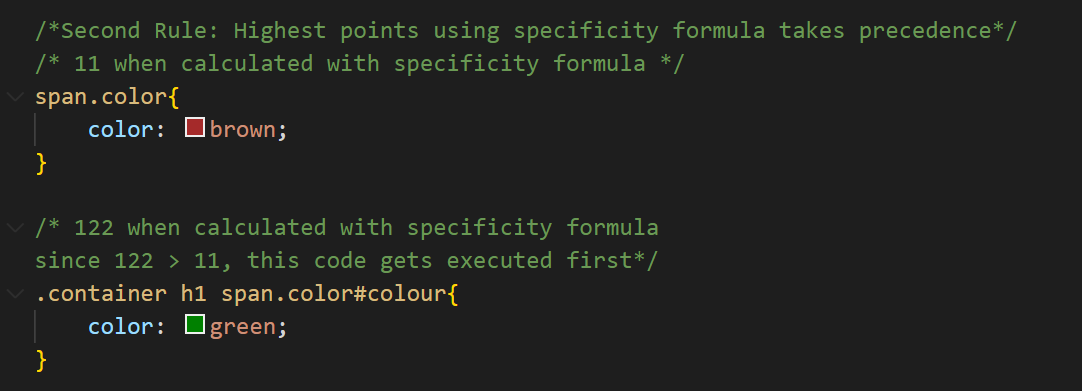 /*Second Rule: Highest points using specificity formula takes precedence*/
/* 11 when calculated with specificity formula */
span.color{
color: brown;
}
/* 122 when calculated with specificity formula
since 122 > 11, this code gets executed first*/
.container h1 span.color#colour{
color: green;
}